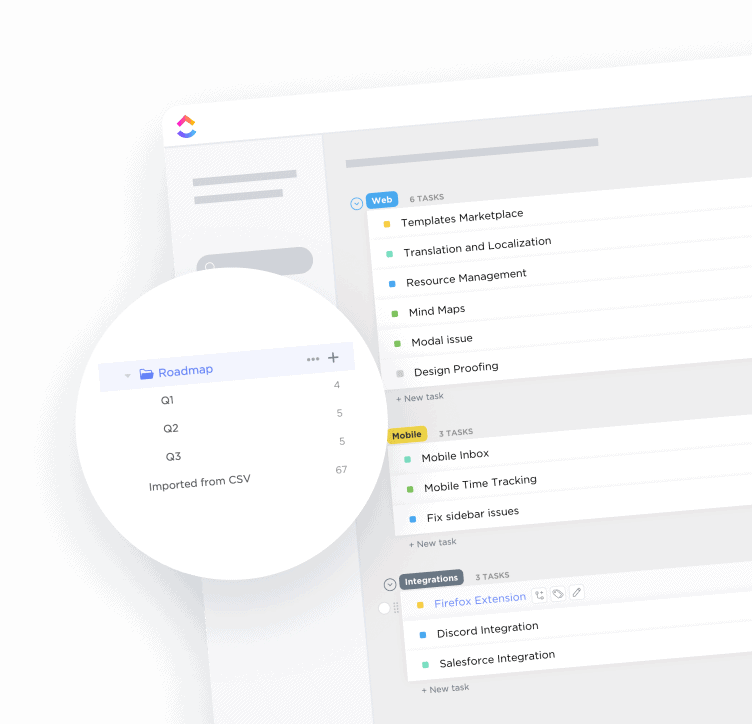 Web 6 TASKS
Templates Marketplace
Translation and Localization
Resource Management
Mind Maps
Modal issue
Design Proofing
+ New task
Roadmap
Q1 4
Q2 5
Q3 5
Imported from CSV 67
Mobile 3 TASKS
Mobile Inbox
Mobile Time Tracking
Fix sidebar issues
+ New task
Integrations 3 TASKS
Firefox Extension
Discord Integration
Salesforce Integration
+ New task